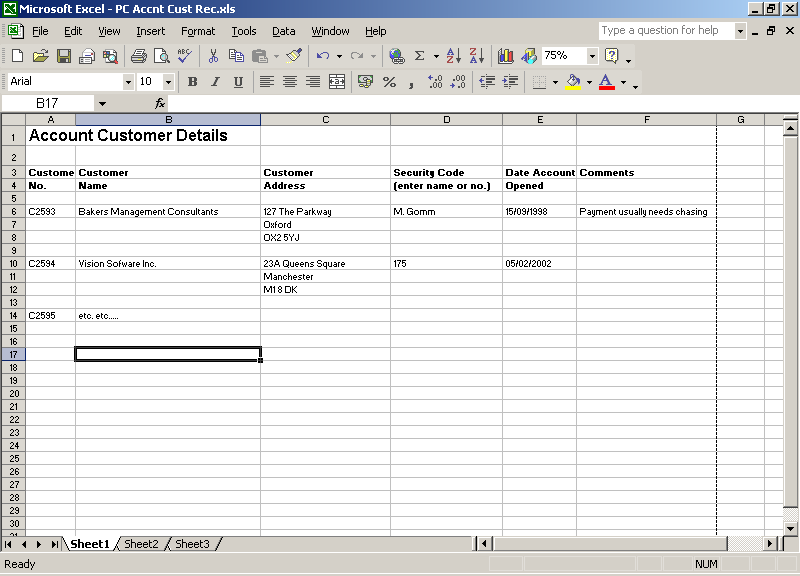 Microsoft Excel - PC Accnt Cust Rec.xls
File Edit View Insert Format Tools Data Window Help
Type a question for help
75%
Arial 10 B I U
B17 fx
A B C D E F G
1 Account Customer Details
2
3 Custome Customer Customer Security Code Date Account Comments
4 No. Name Address (enter name or no.) Opened
5
6 C2593 Bakers Management Consultants 127 The Parkway M. Gomm 15/09/1998 Payment usually needs chasing
7 Oxford
8 OX2 5YJ
9
10 C2594 Vision Sofware Inc. 23A Queens Square 175 05/02/2002
11 Manchester
12 M18 DK
13
14 C2595 etc. etc.....
15
16
17
18
19
20
21
22
23
24
25
26
27
28
29
30
Sheet1 Sheet2 Sheet3
Ready NUM